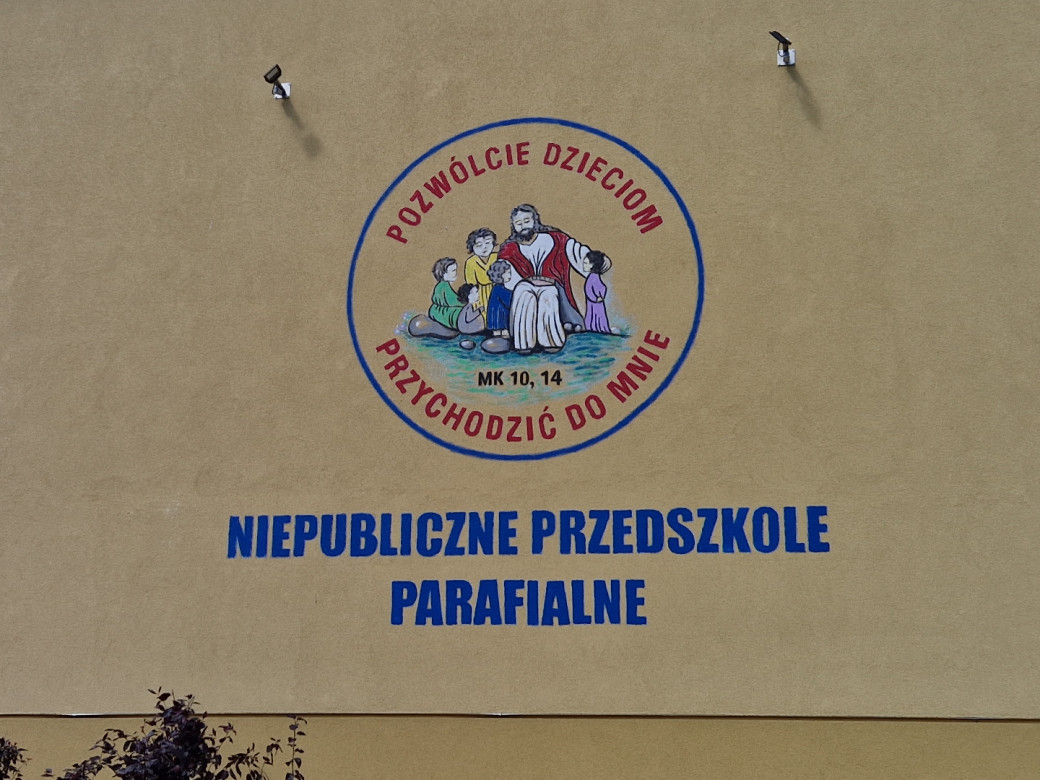 POZWÓLCIE DZIECIOM
MK 10, 14
PRZYCHODZIĆ DO MNIE
NIEPUBLICZNE PRZEDSZKOLE
PARAFIALNE